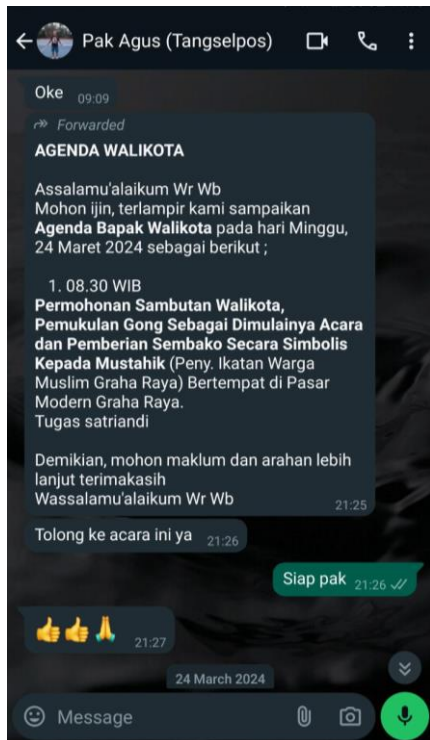 Pak Agus (Tangselpos)
Oke 09:09
Forwarded
AGENDA WALIKOTA
Assalamu'alaikum Wr Wb
Mohon ijin, terlampir kami sampaikan
Agenda Bapak Walikota pada hari Minggu,
24 Maret 2024 sebagai berikut ;
1. 08.30 WIB
Permohonan Sambutan Walikota,
Pemukulan Gong Sebagai Dimulainya Acara
dan Pemberian Sembako Secara Simbolis
Kepada Mustahik (Peny. Ikatan Warga
Muslim Graha Raya) Bertempat di Pasar
Modern Graha Raya.
Tugas satriandi
Demikian, mohon maklum dan arahan lebih
lanjut terimakasih
Wassalamu'alaikum Wr Wb
21:25
Tolong ke acara ini ya 21:26
Siap pak 21:26
👍👍🙏 21:27
24 March 2024
Message